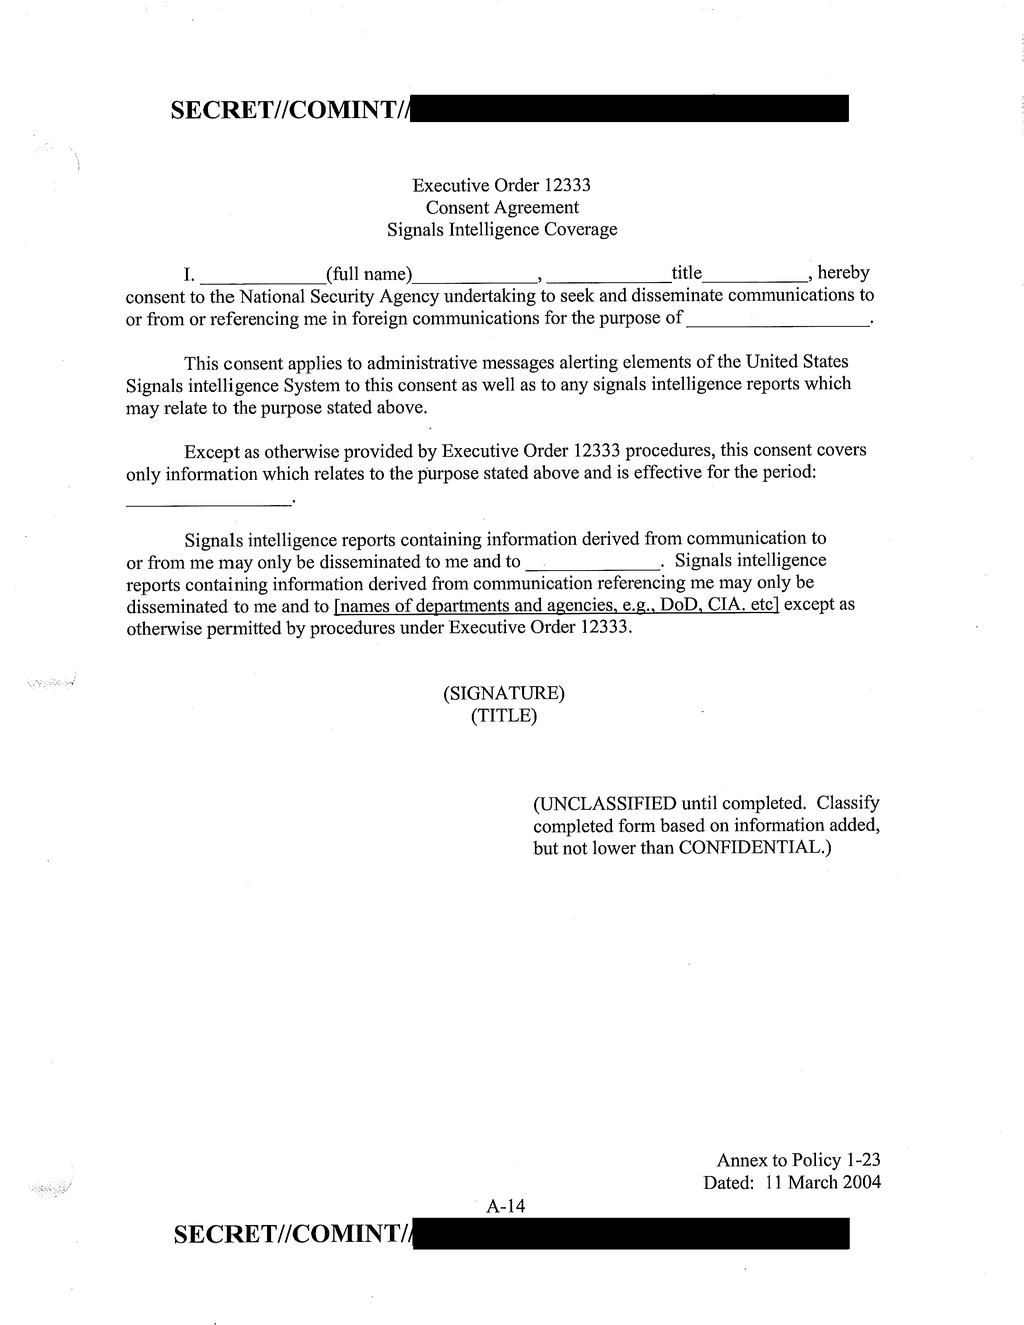 SECRET//COMINT//
Executive Order 12333
Consent Agreement
Signals Intelligence Coverage
I. ____________(full name)____________, ____________title__________, hereby
consent to the National Security Agency undertaking to seek and disseminate communications to
or from or referencing me in foreign communications for the purpose of __________________.
This consent applies to administrative messages alerting elements of the United States
Signals intelligence System to this consent as well as to any signals intelligence reports which
may relate to the purpose stated above.
Except as otherwise provided by Executive Order 12333 procedures, this consent covers
only information which relates to the purpose stated above and is effective for the period:
________________.
Signals intelligence reports containing information derived from communication to
or from me may only be disseminated to me and to _____________. Signals intelligence
reports containing information derived from communication referencing me may only be
disseminated to me and to [names of departments and agencies, e.g., DoD, CIA. etc] except as
otherwise permitted by procedures under Executive Order 12333.
(SIGNATURE)
(TITLE)
(UNCLASSIFIED until completed. Classify
completed form based on information added,
but not lower than CONFIDENTIAL.)
Annex to Policy 1-23
Dated: 11 March 2004
A-14
SECRET//COMINT//